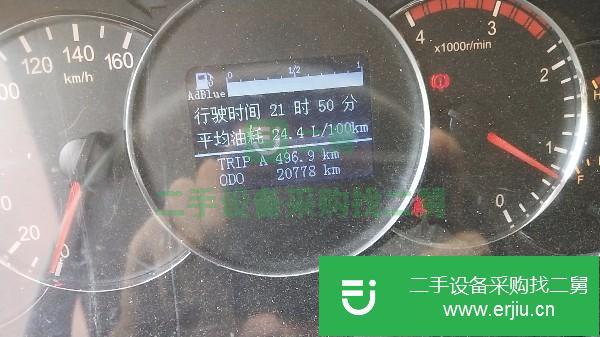 120 140 160
km/h
100
20
0
0 1/2 1
AdBlue
行驶时间 21 时 50 分
平均油耗 24.4 L/100km
TRIP A 496.9 km
ODO 20778 km
4 3 2 1 0
x1000r/min
H
F
二手设备采购找二舅
二手设备采购找二舅
www.erjiu.cn